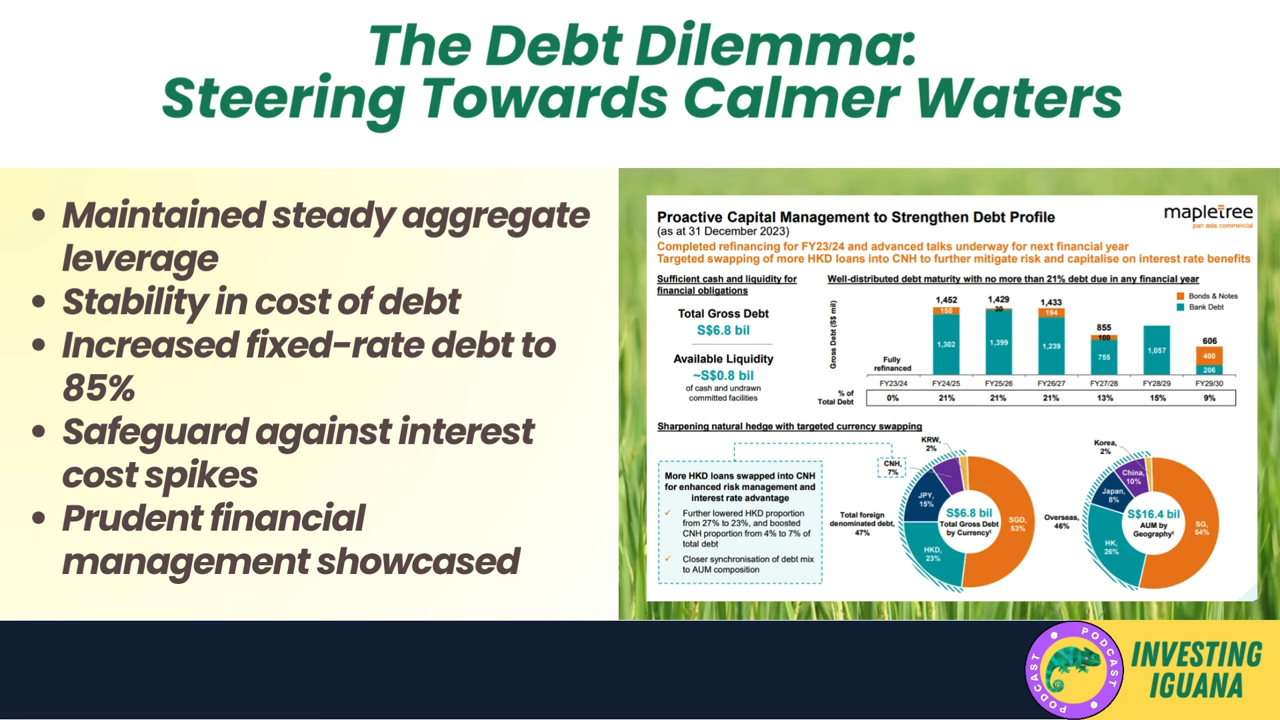 The Debt Dilemma:
Steering Towards Calmer Waters
• Maintained steady aggregate
leverage
• Stability in cost of debt
• Increased fixed-rate debt to
85%
• Safeguard against interest
cost spikes
• Prudent financial
management showcased
Proactive Capital Management to Strengthen Debt Profile
(as at 31 December 2023)
mapletree
pan asia commercial
Completed refinancing for FY23/24 and advanced talks underway for next financial year
Targeted swapping of more HKD loans into CNH to further mitigate risk and capitalise on interest rate benefits
Sufficient cash and liquidity for
financial obligations
Total Gross Debt
S$6.8 bil
Available Liquidity
~S$0.8 bil
of cash and undrawn
committed facilities
Well-distributed debt maturity with no more than 21% debt due in any financial year
Gross Debt (S$ mil)
Bonds & Notes
Bank Debt
1,452 1,429 1,433 855 606
150 30 194 100 400
1,302 1,399 1,239 755 1,057 206
Fully
refinanced
FY23/24 FY24/25 FY25/26 FY26/27 FY27/28 FY28/29 FY29/30
% of
Total Debt
0% 21% 21% 21% 13% 15% 9%
Sharpening natural hedge with targeted currency swapping
More HKD loans swapped into CNH
for enhanced risk management and
interest rate advantage
✓ Further lowered HKD proportion
from 27% to 23%, and boosted
CNH proportion from 4% to 7% of
total debt
✓ Closer synchronisation of debt mix
to AUM composition
Total foreign
denominated debt,
47%
KRW,
2%
CNH,
7%
JPY,
15%
HKD,
23%
SGD,
53%
S$6.8 bil
Total Gross Debt
by Currency¹
Overseas,
46%
Korea,
2%
China,
10%
Japan,
8%
HK,
26%
SG,
54%
S$16.4 bil
AUM by
Geography¹
PODCAST
PODCAST
INVESTING
IGUANA